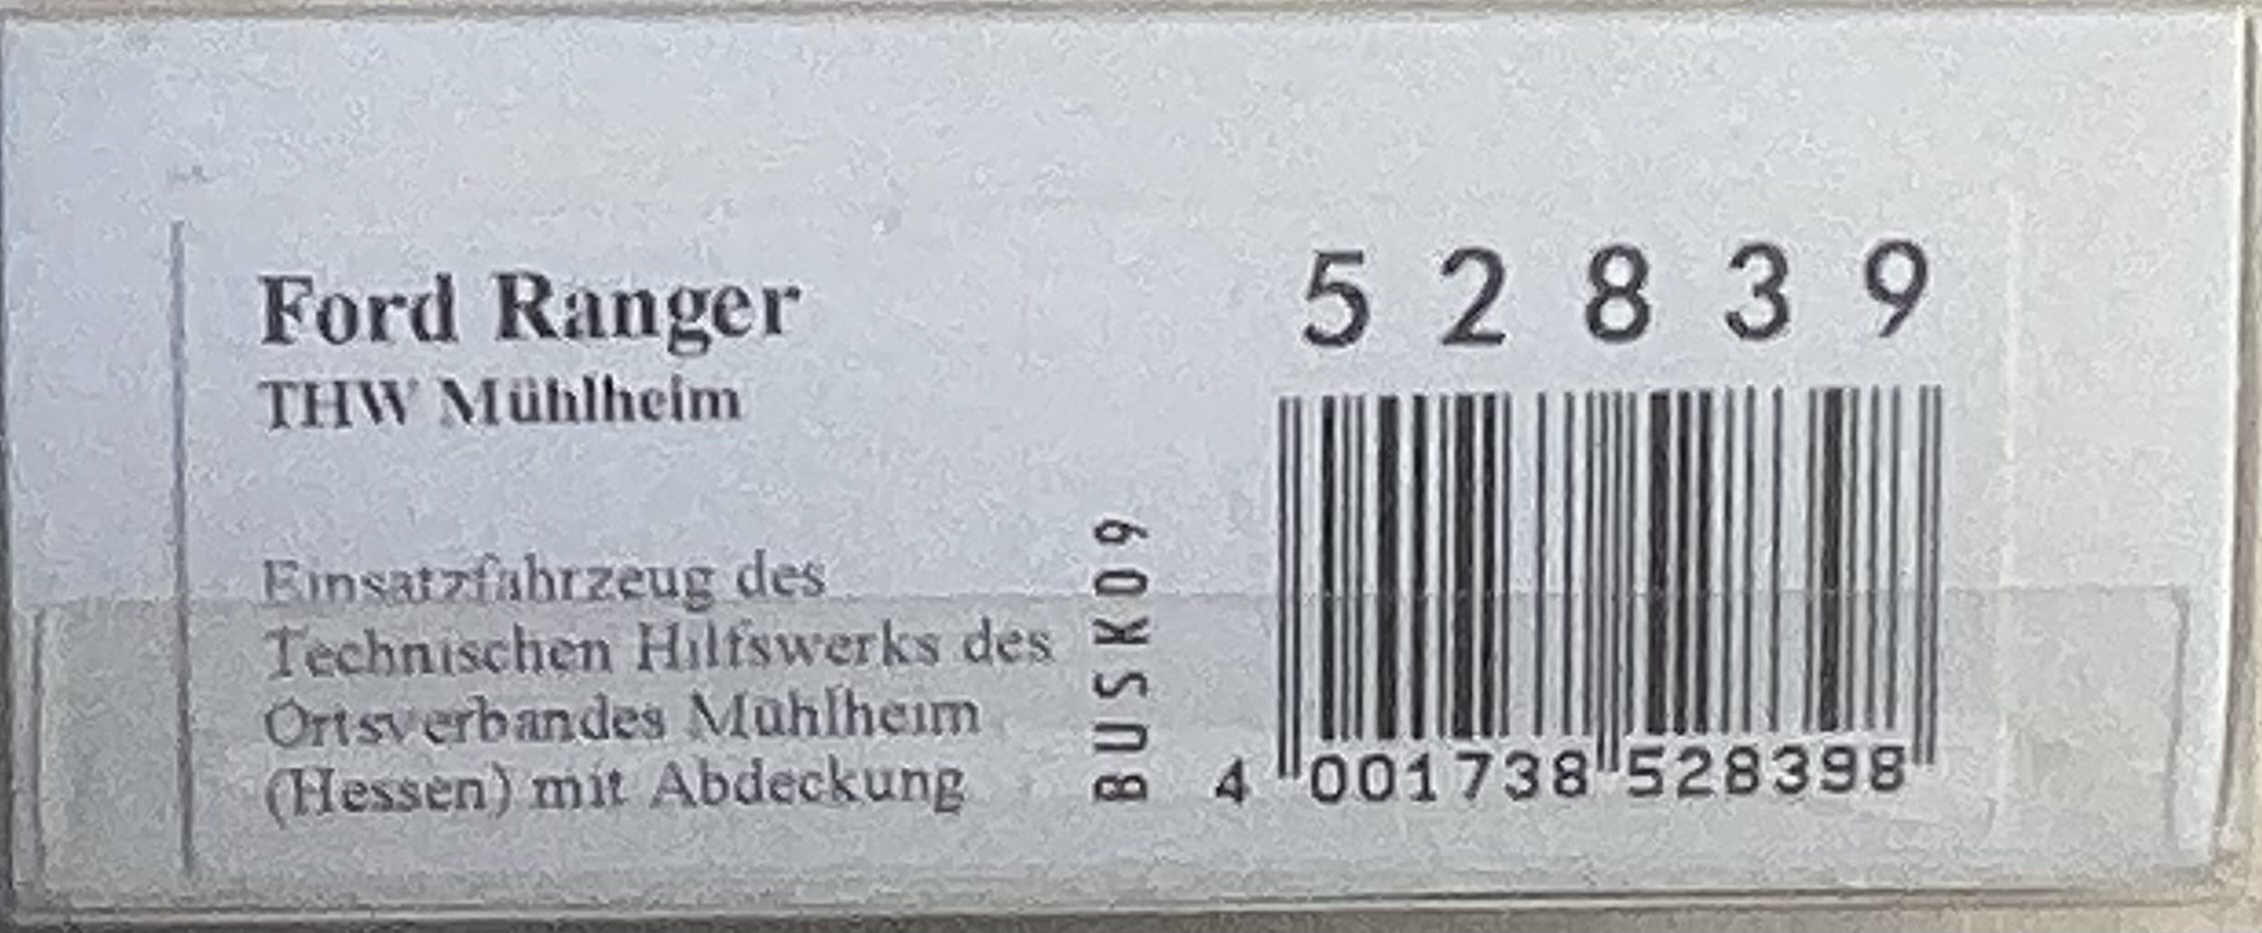 Ford Ranger
THW Mühlheim
Einsatzfahrzeug des
Technischen Hilfswerks des
Ortsverbandes Mühlheim
(Hessen) mit Abdeckung
BUSK09
52839
4 001738 528398